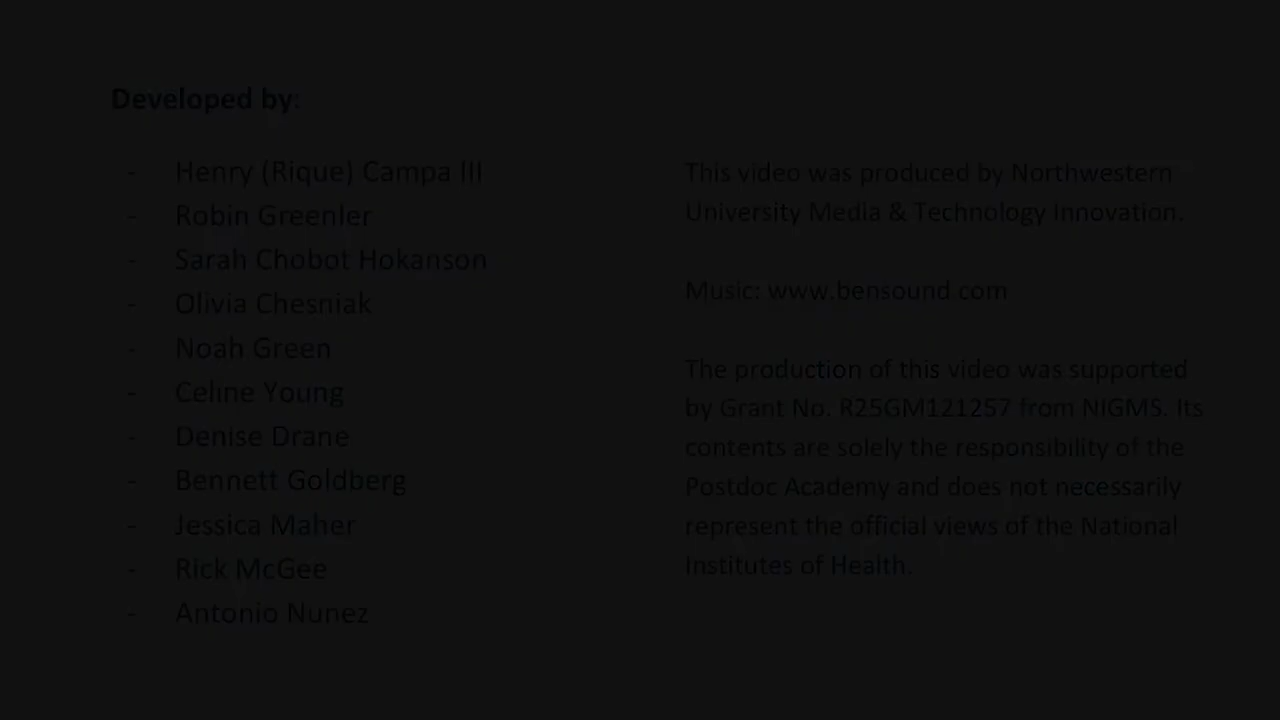 Developed by:
- Henry (Rique) Campa III
- Robin Greenler
- Sarah Chobot Hokanson
- Olivia Chesniak
- Noah Green
- Celine Young
- Denise Drane
- Bennett Goldberg
- Jessica Maher
- Rick McGee
- Antonio Nunez
This video was produced by Northwestern
University Media & Technology Innovation.
Music: www.bensound.com
The production of this video was supported
by Grant No. R25GM121257 from NIGMS. Its
contents are solely the responsibility of the
Postdoc Academy and does not necessarily
represent the official views of the National
Institutes of Health.